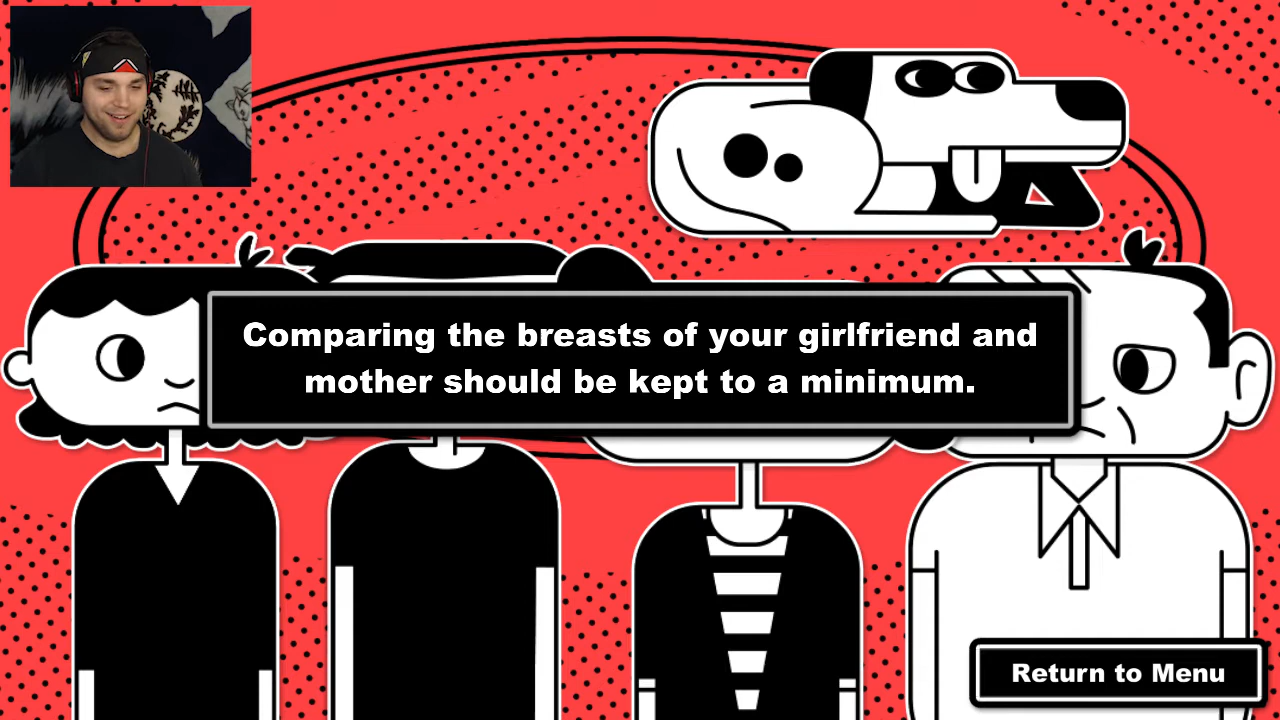 Comparing the breasts of your girlfriend and
mother should be kept to a minimum.
Return to Menu